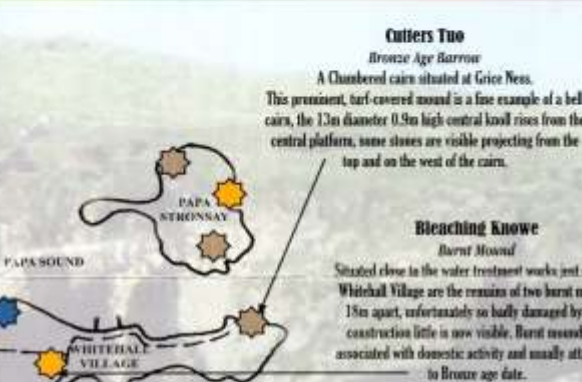 Cutters Tuo
Bronze Age Barrow
A Chambered cairn situated at Grice Ness.
This prominent, turf-covered mound is a fine example of a bell
cairn, the 13m diameter 0.9m high central knoll rises from the
central platform, some stones are visible projecting from the
top and on the west of the cairn.
PAPA
STRONSAY
PAPA SOUND
Bleaching Knowe
Burnt Mound
Situated close to the water treatment works just
Whitehall Village are the remains of two burnt
18m apart, unfortunately so badly damaged by
construction little is now visible. Burnt mound
associated with domestic activity and usually
to Bronze age date.
WHITEHALL
VILLAGE